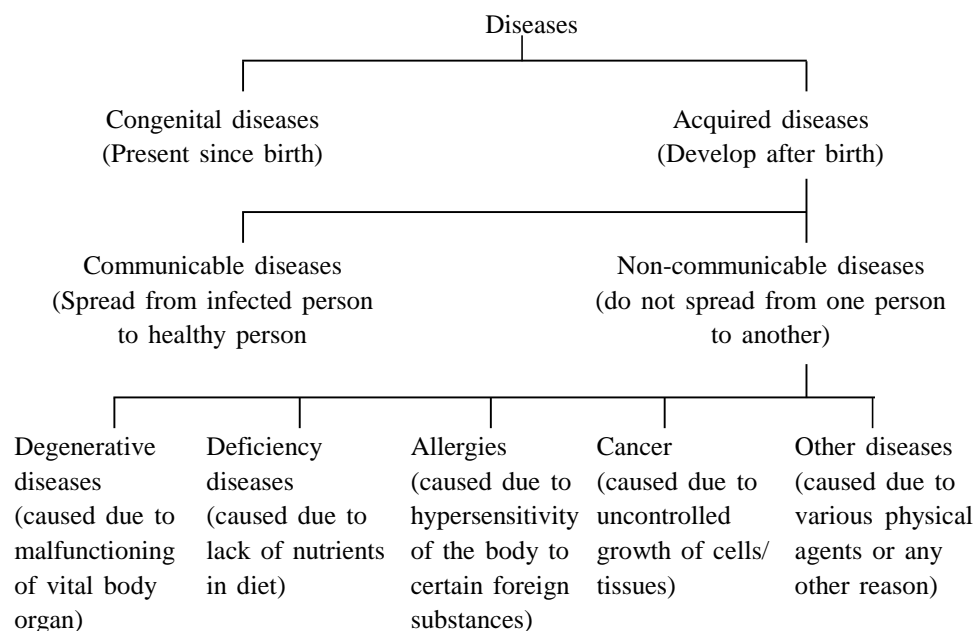 Diseases
Congenital diseases
(Present since birth)
Acquired diseases
(Develop after birth)
Communicable diseases
(Spread from infected person
to healthy person
Non-communicable diseases
(do not spread from one person
to another)
Degenerative
diseases
(caused due to
malfunctioning
of vital body
organ)
Deficiency
diseases
(caused due to
lack of nutrients
in diet)
Allergies
(caused due to
hypersensitivity
of the body to
certain foreign
substances)
Cancer
(caused due to
uncontrolled
growth of cells/
tissues)
Other diseases
(caused due to
various physical
agents or any
other reason)